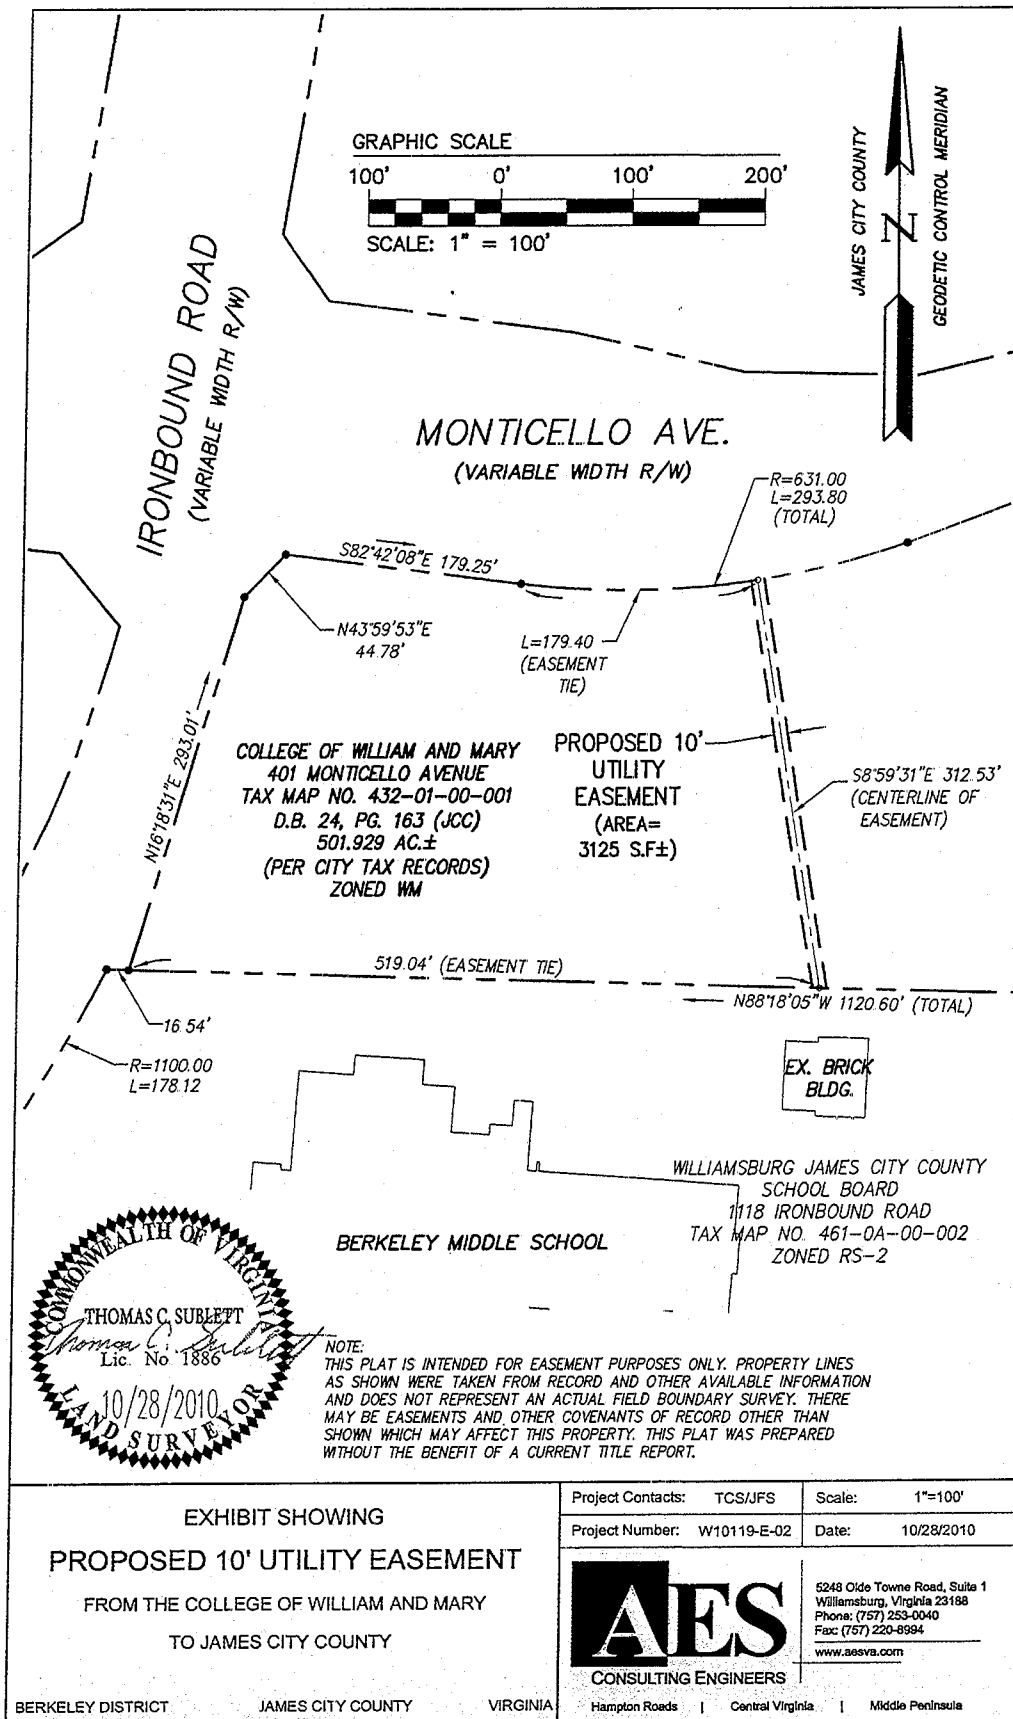 GRAPHIC SCALE
100' 0' 100' 200'
SCALE: 1" = 100'
JAMES CITY COUNTY
N
GEODETIC CONTROL MERIDIAN
IRONBOUND ROAD
(VARIABLE WIDTH R/W)
MONTICELLO AVE.
(VARIABLE WIDTH R/W)
R=631.00
L=293.80
(TOTAL)
S82°42'08"E 179.25'
N43°59'53"E
44.78'
L=179.40
(EASEMENT
TIE)
N16°18'31"E 293.01'
COLLEGE OF WILLIAM AND MARY
401 MONTICELLO AVENUE
TAX MAP NO. 432-01-00-001
D.B. 24, PG. 163 (JCC)
501.929 AC.±
(PER CITY TAX RECORDS)
ZONED WM
PROPOSED 10'
UTILITY
EASEMENT
(AREA=
3125 S.F±)
S8°59'31"E 312.53'
(CENTERLINE OF
EASEMENT)
519.04' (EASEMENT TIE)
N88°18'05"W 1120.60' (TOTAL)
16.54'
R=1100.00
L=178.12
EX. BRICK
BLDG.
WILLIAMSBURG JAMES CITY COUNTY
SCHOOL BOARD
1118 IRONBOUND ROAD
TAX MAP NO. 461-0A-00-002
ZONED RS-2
BERKELEY MIDDLE SCHOOL
COMMONWEALTH OF VIRGINIA
THOMAS C. SUBLETT
Thomas C. Sublett
Lic. No. 1886
10/28/2010
LAND SURVEYOR
NOTE:
THIS PLAT IS INTENDED FOR EASEMENT PURPOSES ONLY. PROPERTY LINES
AS SHOWN WERE TAKEN FROM RECORD AND OTHER AVAILABLE INFORMATION
AND DOES NOT REPRESENT AN ACTUAL FIELD BOUNDARY SURVEY. THERE
MAY BE EASEMENTS AND OTHER COVENANTS OF RECORD OTHER THAN
SHOWN WHICH MAY AFFECT THIS PROPERTY. THIS PLAT WAS PREPARED
WITHOUT THE BENEFIT OF A CURRENT TITLE REPORT.
EXHIBIT SHOWING
PROPOSED 10' UTILITY EASEMENT
FROM THE COLLEGE OF WILLIAM AND MARY
TO JAMES CITY COUNTY
BERKELEY DISTRICT JAMES CITY COUNTY VIRGINIA
Project Contacts: TCS/JFS Scale: 1"=100'
Project Number: W10119-E-02 Date: 10/28/2010
AES
CONSULTING ENGINEERS
5248 Olde Towne Road, Suite 1
Williamsburg, Virginia 23188
Phone: (757) 253-0040
Fax: (757) 220-8994
www.aesva.com
Hampton Roads | Central Virginia | Middle Peninsula